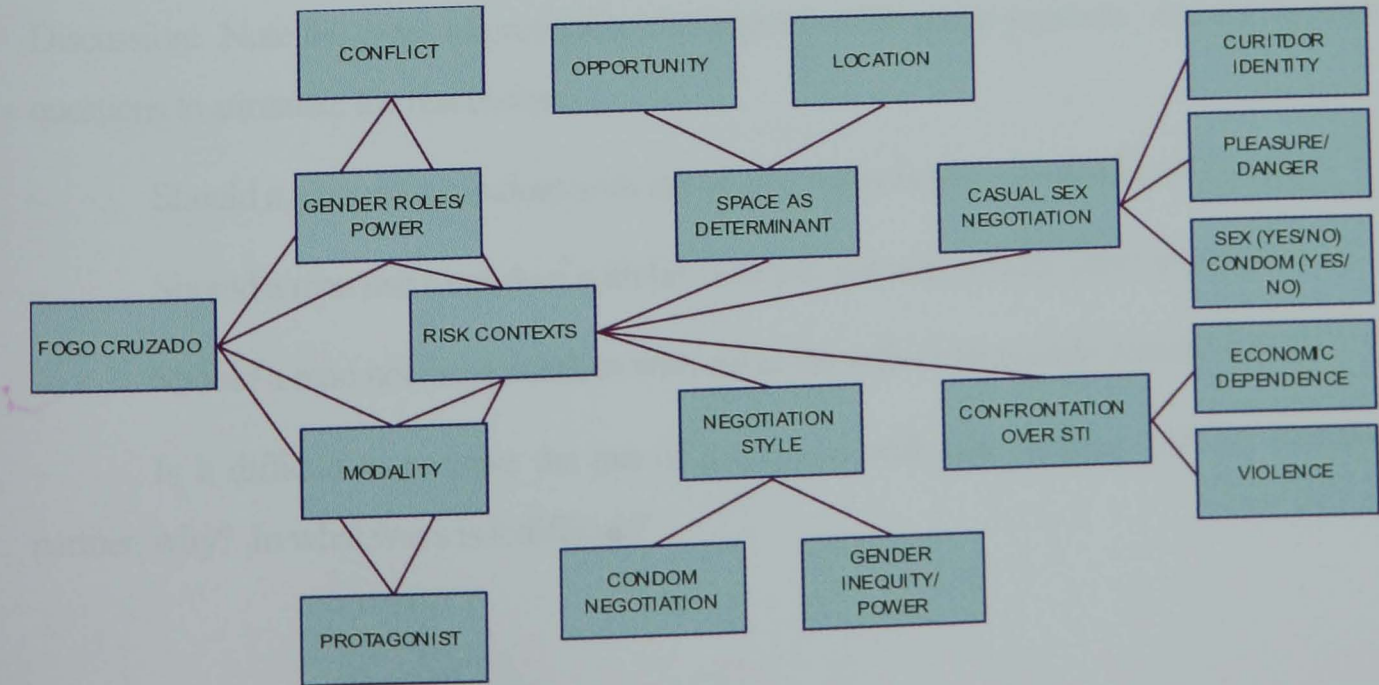 CONFLICT
OPPORTUNITY
LOCATION
CURITDOR
IDENTITY
PLEASURE/
DANGER
GENDER ROLES/
POWER
SPACE AS
DETERMINANT
CASUAL SEX
NEGOTIATION
SEX (YES/NO)
CONDOM (YES/
NO)
FOGO CRUZADO
RISK CONTEXTS
ECONOMIC
DEPENDENCE
NEGOTIATION
STYLE
CONFRONTATION
OVER STI
MODALITY
VIOLENCE
CONDOM
NEGOTIATION
GENDER
INEQUITY/
POWER
PROTAGONIST